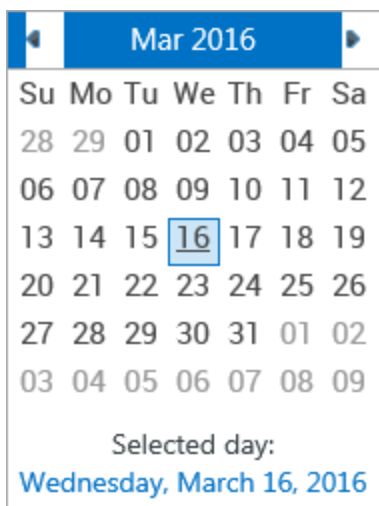 Mar 2016
Su Mo Tu We Th Fr Sa
28 29 01 02 03 04 05
06 07 08 09 10 11 12
13 14 15 16 17 18 19
20 21 22 23 24 25 26
27 28 29 30 31 01 02
03 04 05 06 07 08 09
Selected day:
Wednesday, March 16, 2016